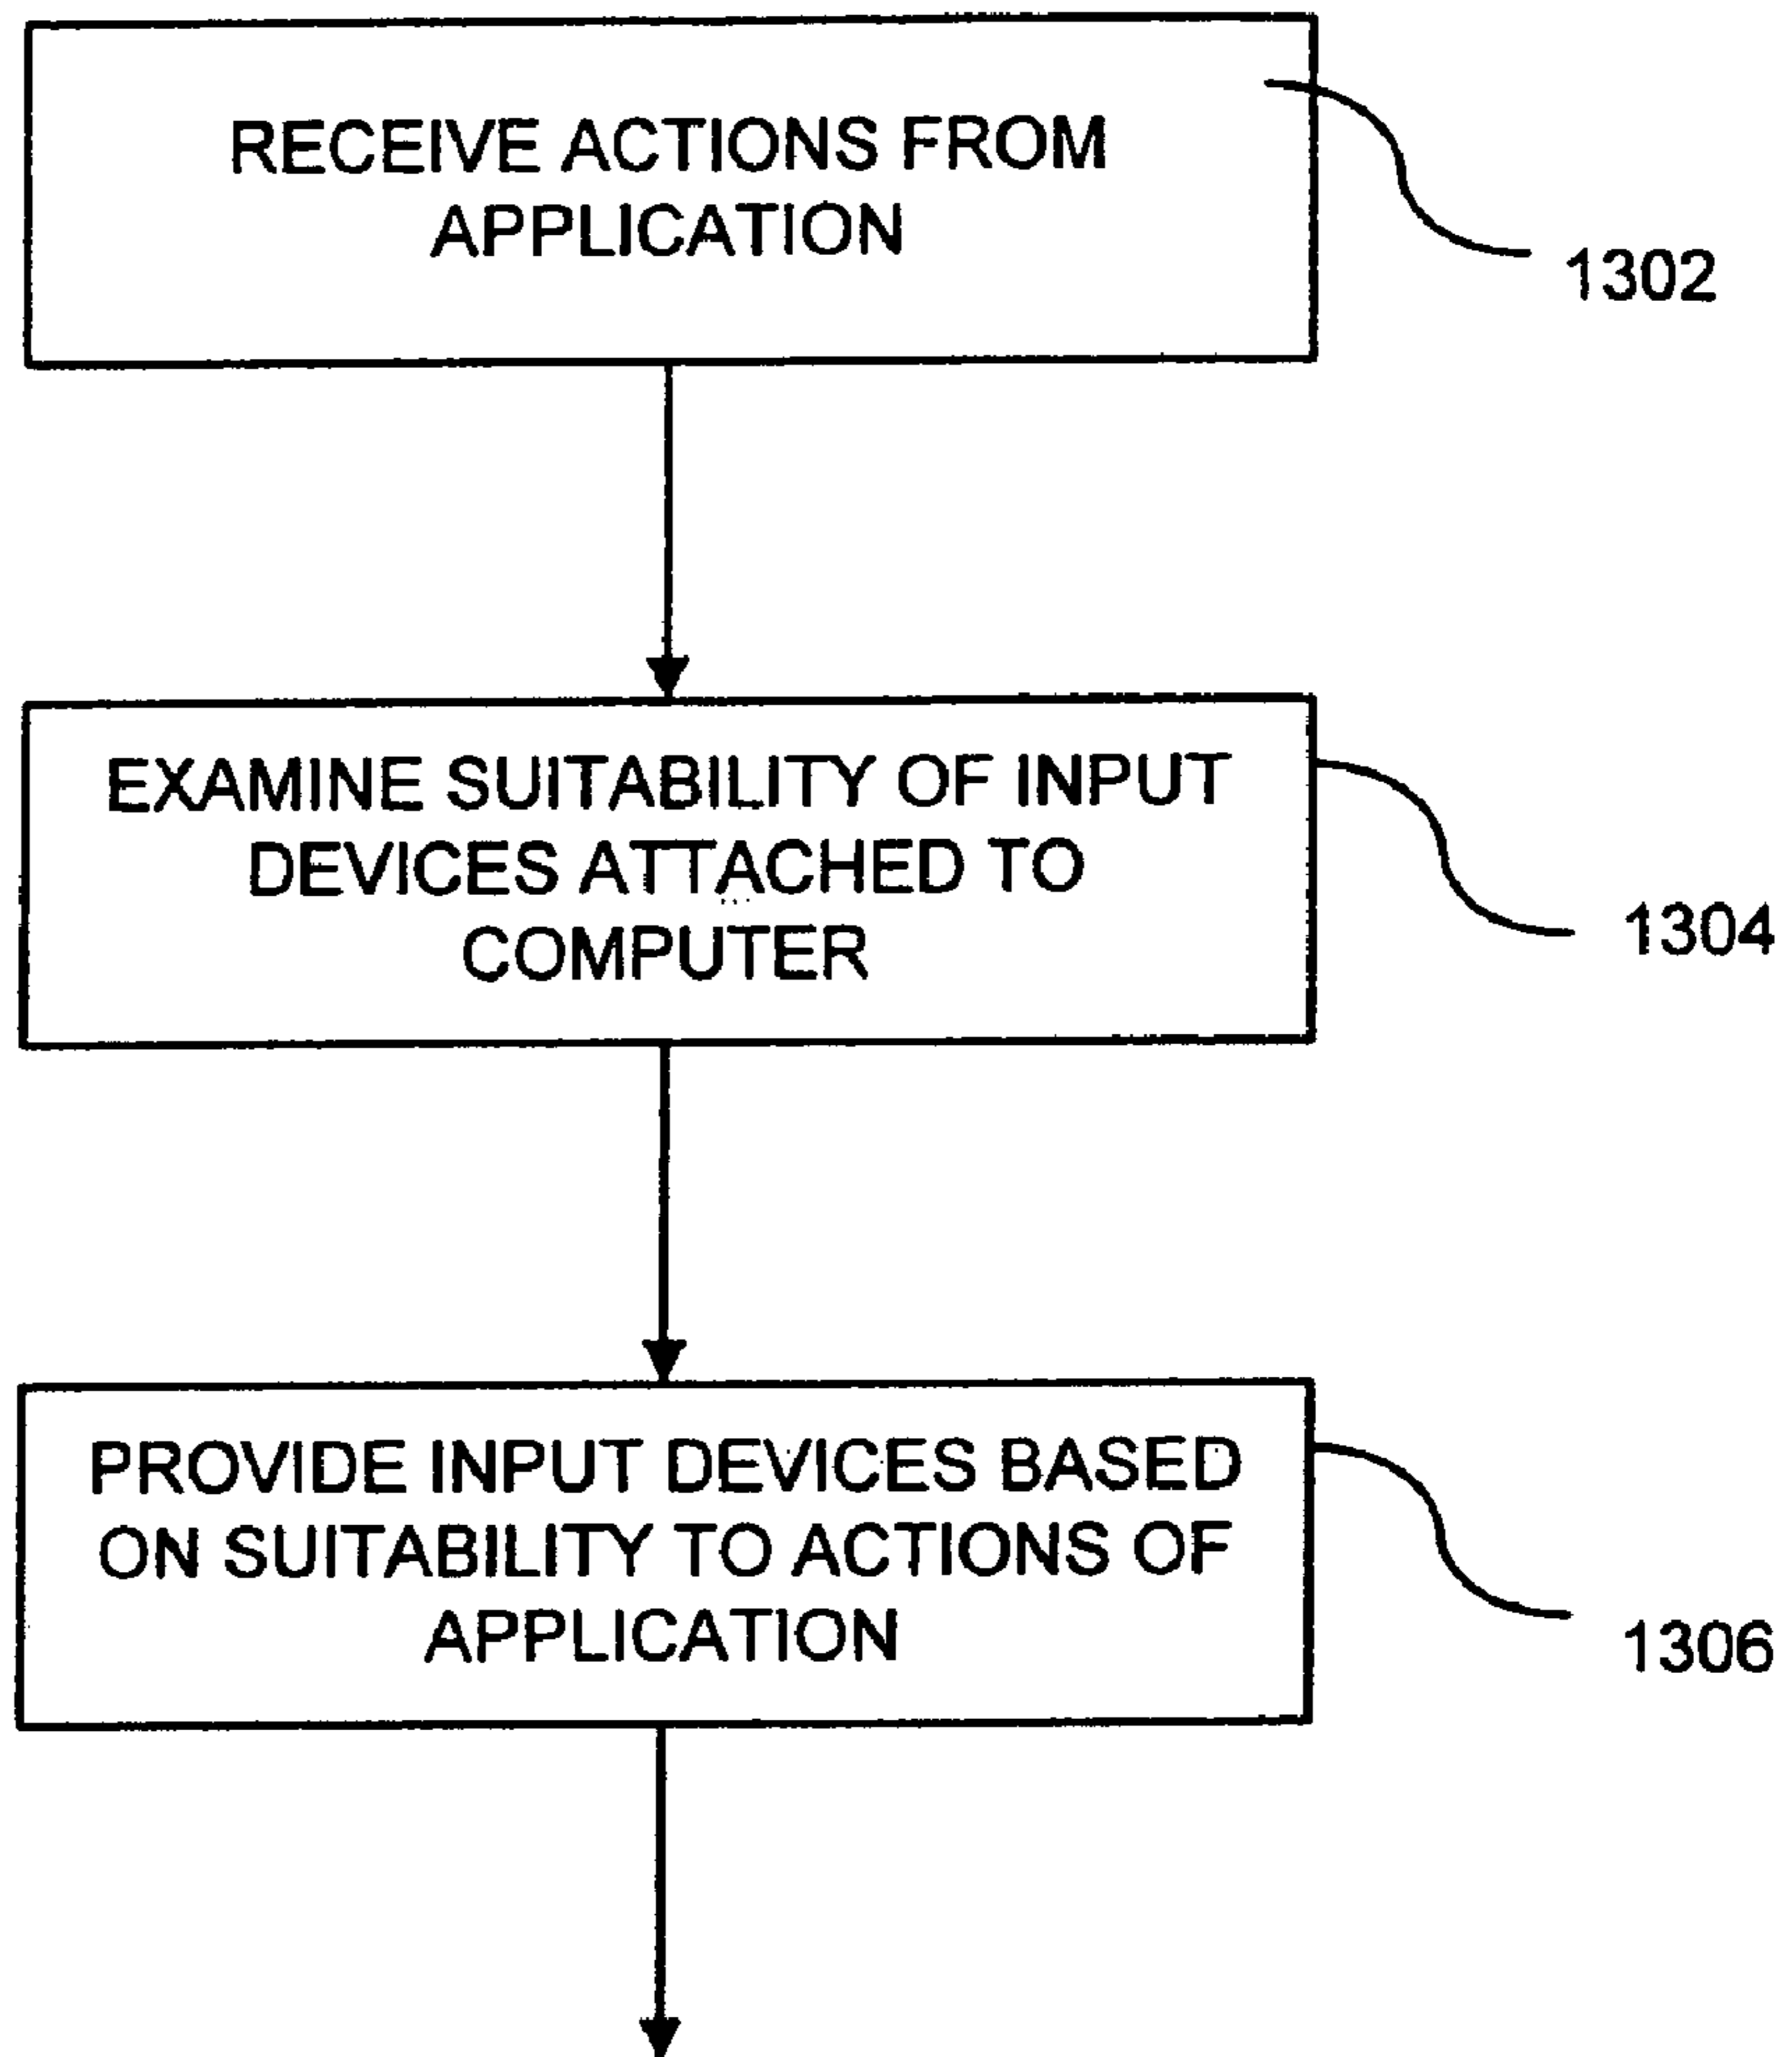 RECEIVE ACTIONS FROM
APPLICATION
1302
EXAMINE SUITABILITY OF INPUT
DEVICES ATTACHED TO
COMPUTER
1304
PROVIDE INPUT DEVICES BASED
ON SUITABILITY TO ACTIONS OF
APPLICATION
1306